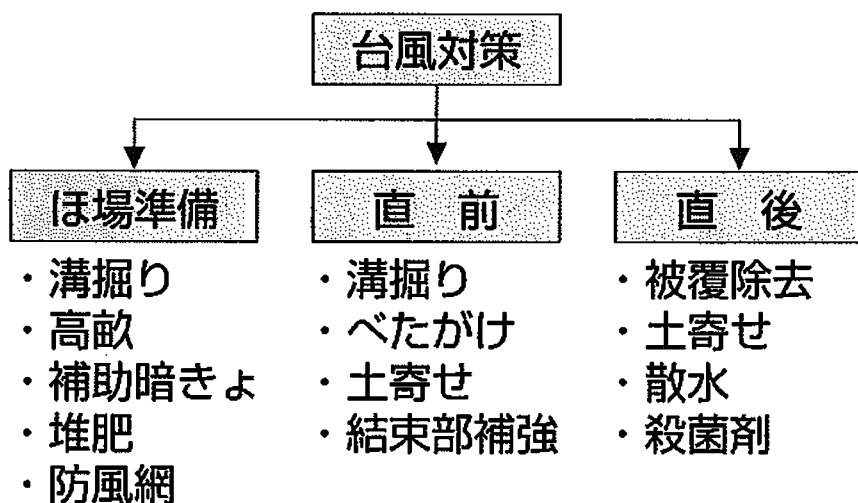 台風対策
ほ場準備
・溝掘り
・高畝
・補助暗きょ
・堆肥
・防風網
直 前
・溝掘り
・べたがけ
・土寄せ
・結束部補強
直 後
・被覆除去
・土寄せ
・散水
・殺菌剤